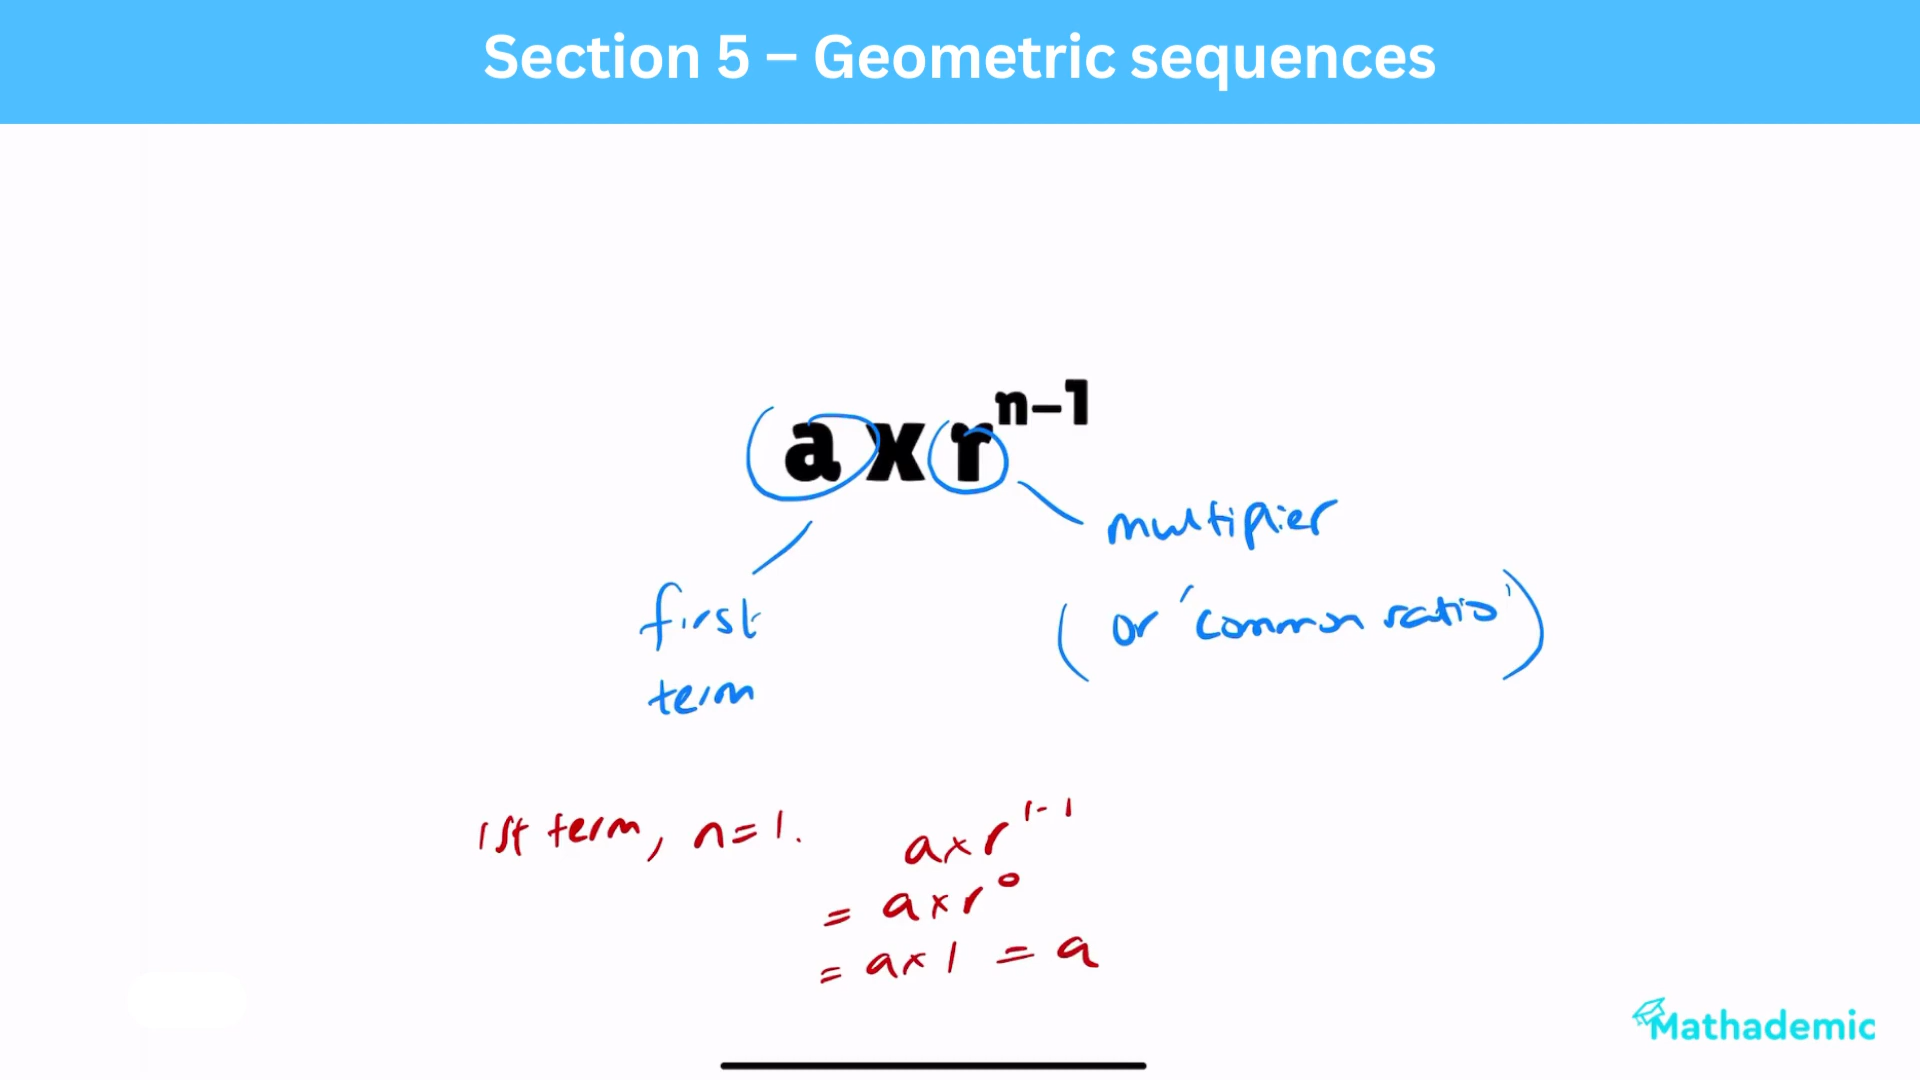 Section 5 – Geometric sequences
a x r^n–1
multiplier
(or 'common ratio')
first
term
1st term, n=1.
a x r^1-1
= a x r^0
= a x 1 = a
Mathademic